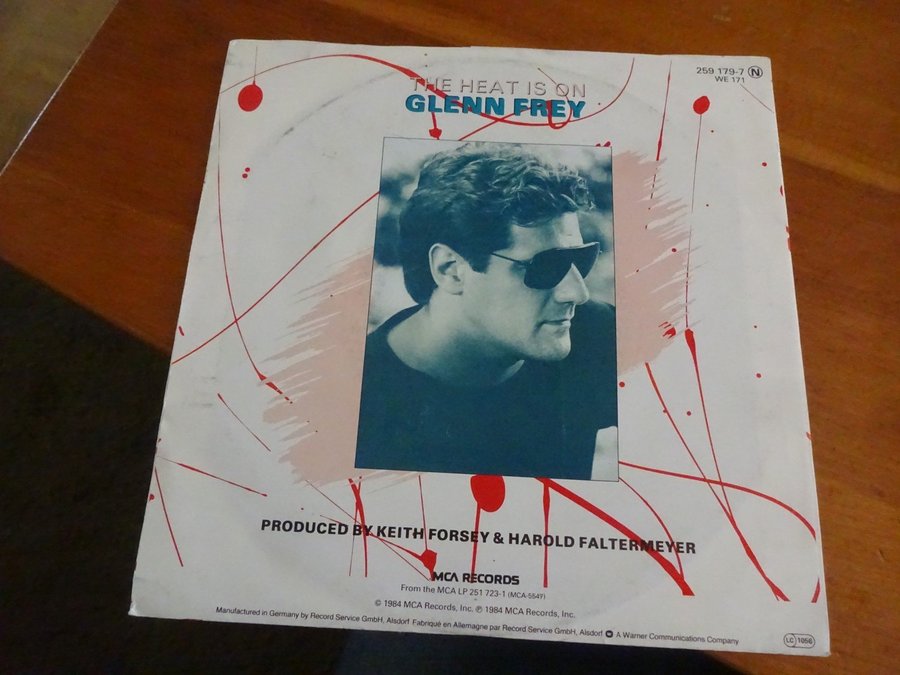 259 179-7 N
WE 171
THE HEAT IS ON
GLENN FREY
PRODUCED BY KEITH FORSEY & HAROLD FALTERMEYER
MCA RECORDS
From the MCA LP 251 723-1 (MCA-5547)
© 1984 MCA Records, Inc. ℗ 1984 MCA Records, Inc.
Manufactured in Germany by Record Service GmbH, Alsdorf Fabriqué en Allemagne par Record Service GmbH, Alsdorf A Warner Communications Company
LC 1056